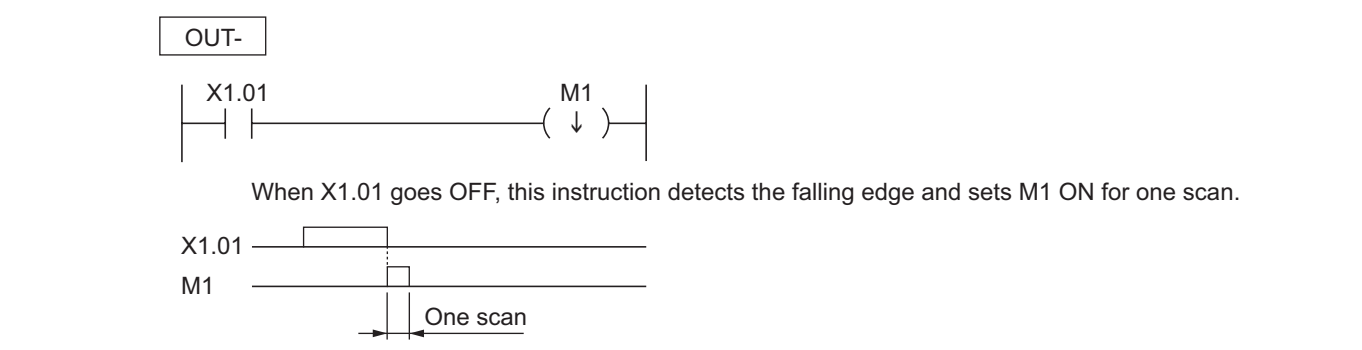 OUT-
X1.01 M1
↓
When X1.01 goes OFF, this instruction detects the falling edge and sets M1 ON for one scan.
X1.01
M1
One scan